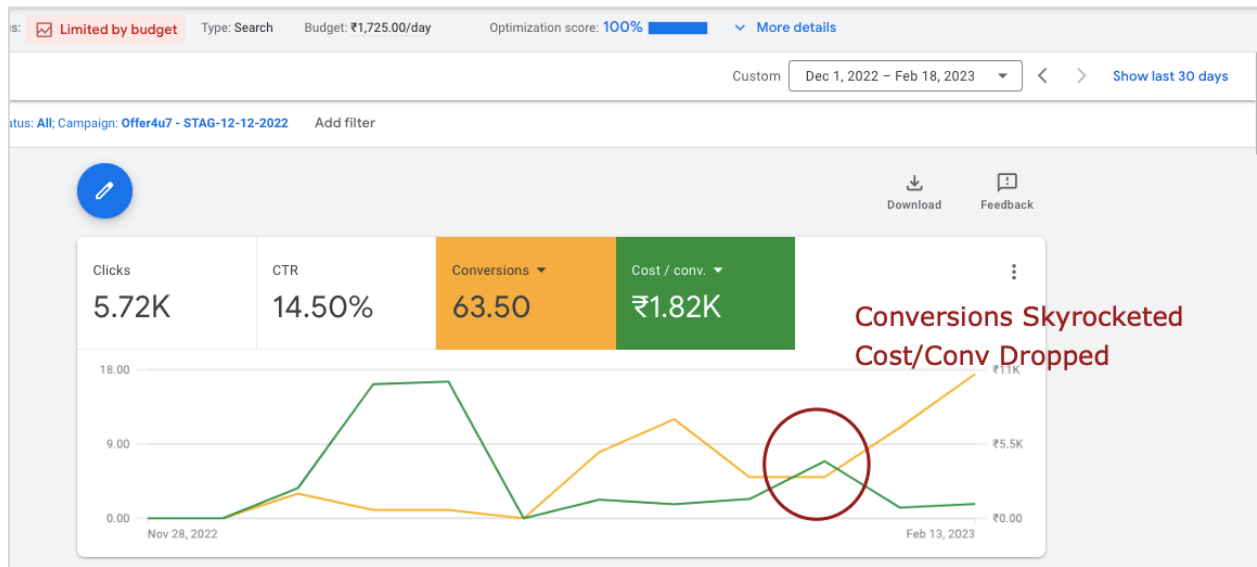 s: Limited by budget Type: Search Budget: ₹1,725.00/day Optimization score: 100% More details
Custom Dec 1, 2022 – Feb 18, 2023 Show last 30 days
tatus: All; Campaign: Offer4u7 - STAG-12-12-2022 Add filter
Download Feedback
Clicks CTR Conversions Cost / conv.
5.72K 14.50% 63.50 ₹1.82K
Conversions Skyrocketed
Cost/Conv Dropped
18.00 ₹11K
9.00 ₹5.5K
0.00 ₹0.00
Nov 28, 2022 Feb 13, 2023